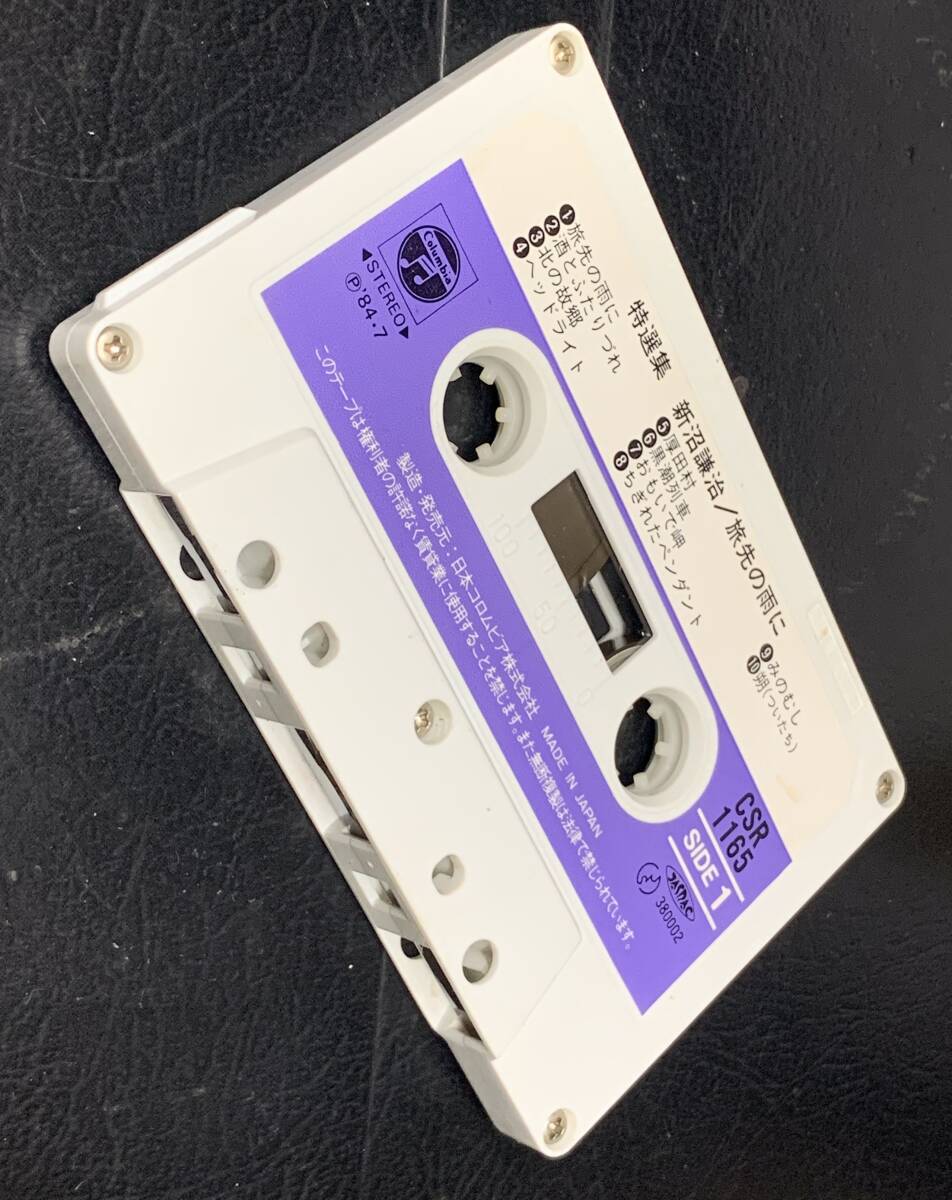 特選集 新沼謙治／旅先の雨に
❶旅先の雨に
❷酒とふたりづれ
❸北の故郷
❹ヘッドライト
❺厚田村
❻黒潮列車
❼おもいで岬
❽ちぎれたペンダント
❾みのむし
❿朔(ついたち)
Columbia
◀STEREO▶
Ⓟ'84・7
100 50 0
CSR
1165
SIDE 1
JASRAC
380002
製造・発売元：日本コロムビア株式会社 MADE IN JAPAN
このテープは権利者の許諾なく賃貸業に使用することを禁じます。また無断複製は法律で禁じられています。